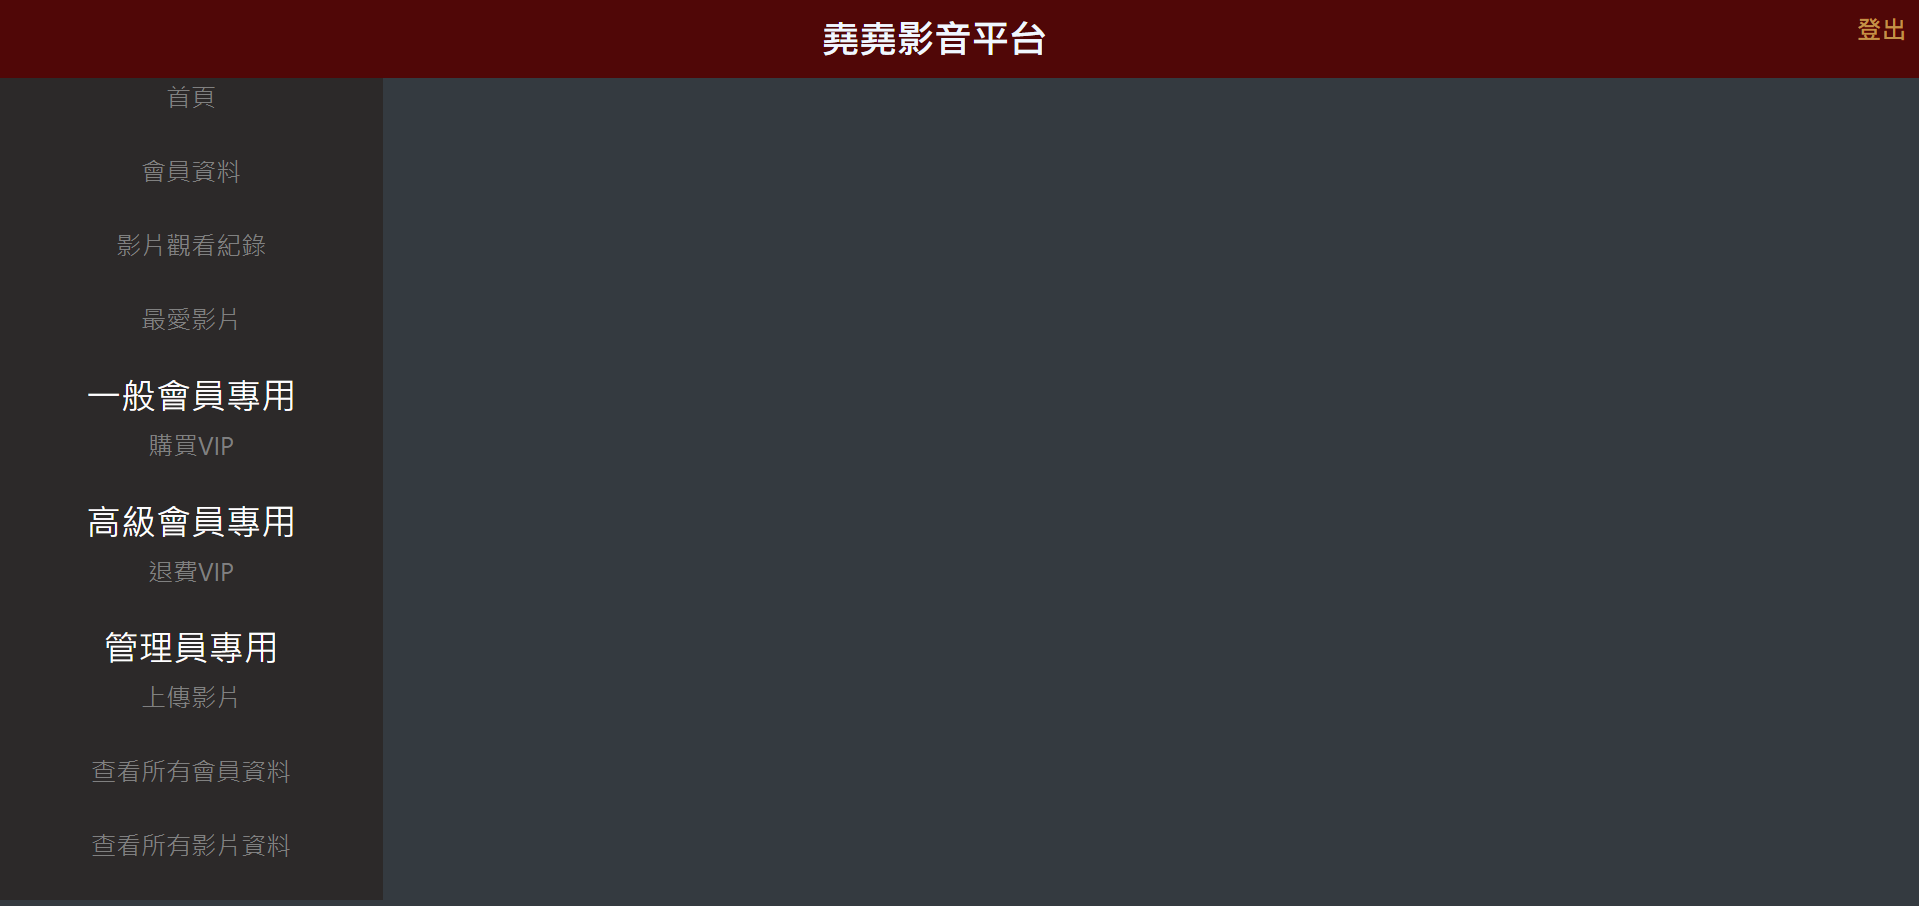 堯堯影音平台
登出
首頁
會員資料
影片觀看紀錄
最愛影片
一般會員專用
購買VIP
高級會員專用
退費VIP
管理員專用
上傳影片
查看所有會員資料
查看所有影片資料